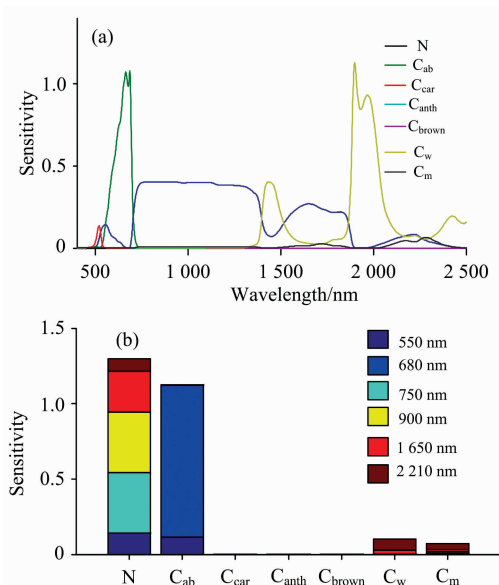 (a)
Sensitivity
1.0
0.5
0
N
Cab
Ccar
Canth
Cbrown
Cw
Cm
500
1 000
1 500
2 000
2 500
Wavelength/nm
(b)
Sensitivity
1.5
1.0
0.5
0
550 nm
680 nm
750 nm
900 nm
1 650 nm
2 210 nm
N
Cab
Ccar
Canth
Cbrown
Cw
Cm